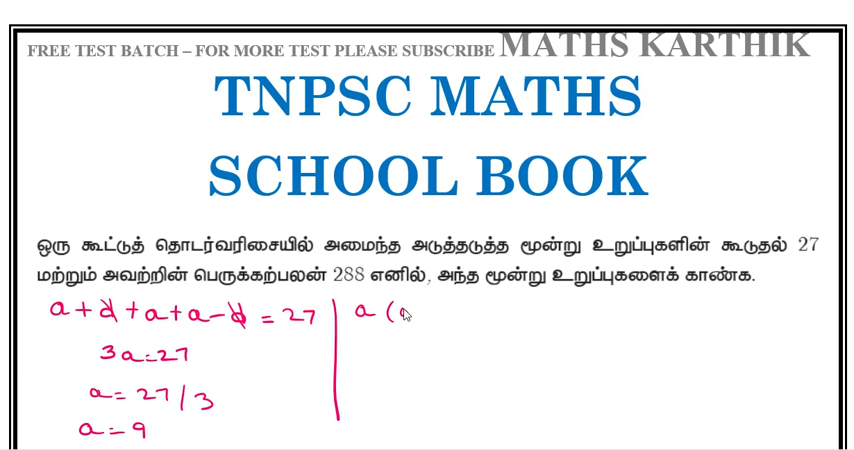 FREE TEST BATCH – FOR MORE TEST PLEASE SUBSCRIBE MATHS KARTHIK
TNPSC MATHS
SCHOOL BOOK
ஒரு கூட்டுத் தொடர்வரிசையில் அமைந்த அடுத்தடுத்த மூன்று உறுப்புகளின் கூடுதல் 27
மற்றும் அவற்றின் பெருக்கற்பலன் 288 எனில், அந்த மூன்று உறுப்புகளைக் காண்க.
a + d + a + a - d = 27
3a = 27
a = 27 / 3
a = 9
a (